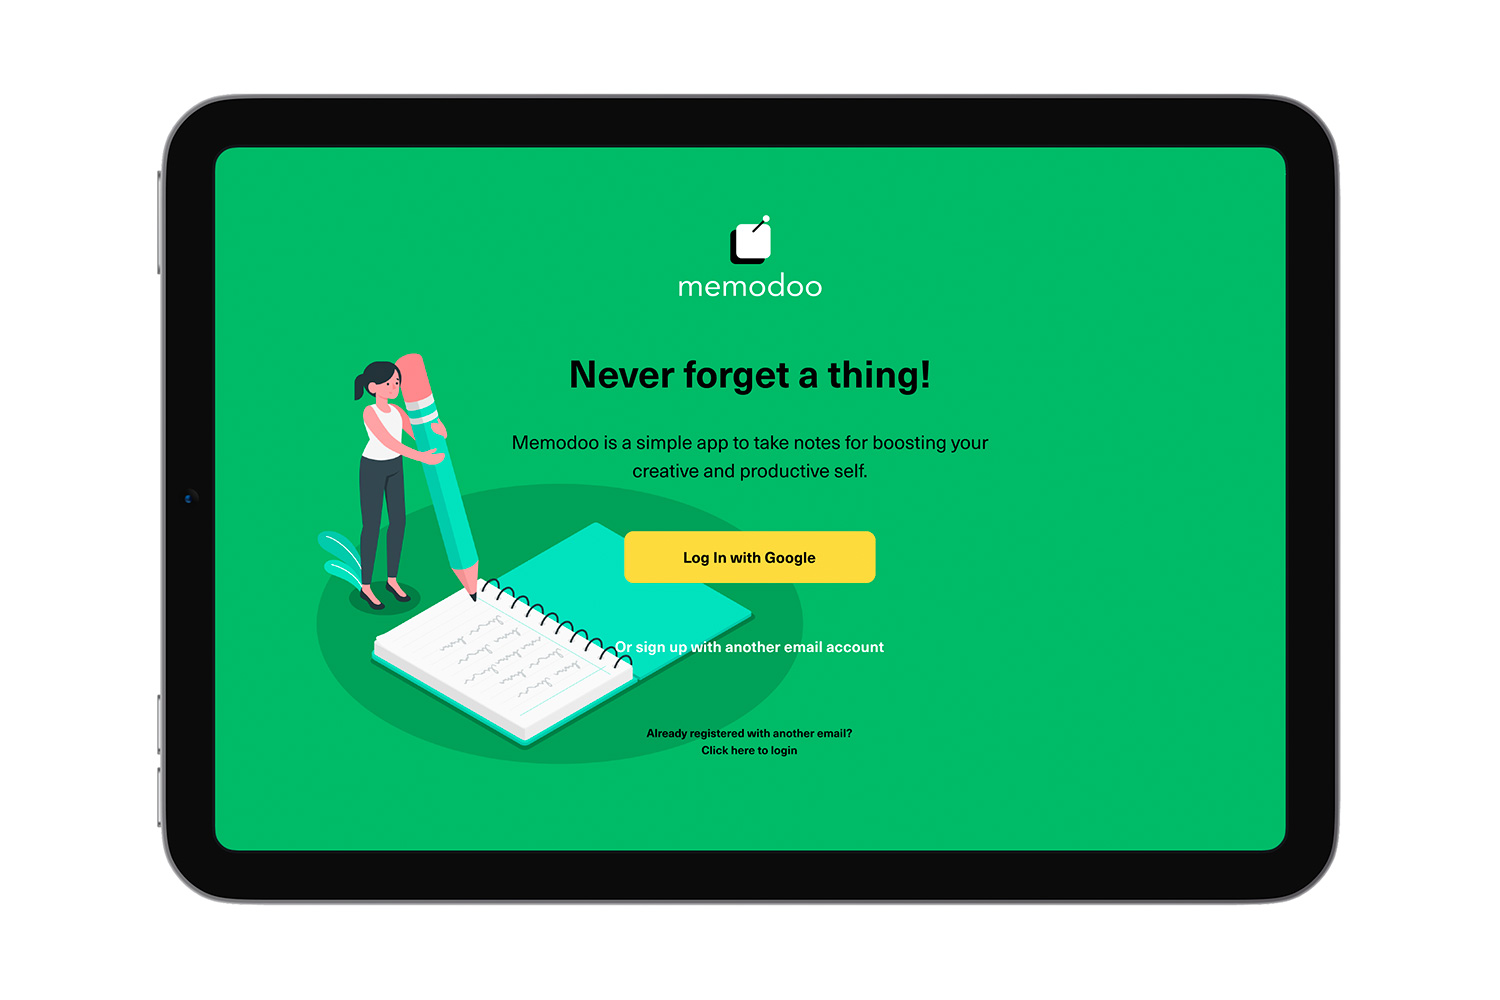 memodoo
Never forget a thing!
Memodoo is a simple app to take notes for boosting your
creative and productive self.
Log In with Google
Or sign up with another email account
Already registered with another email?
Click here to login